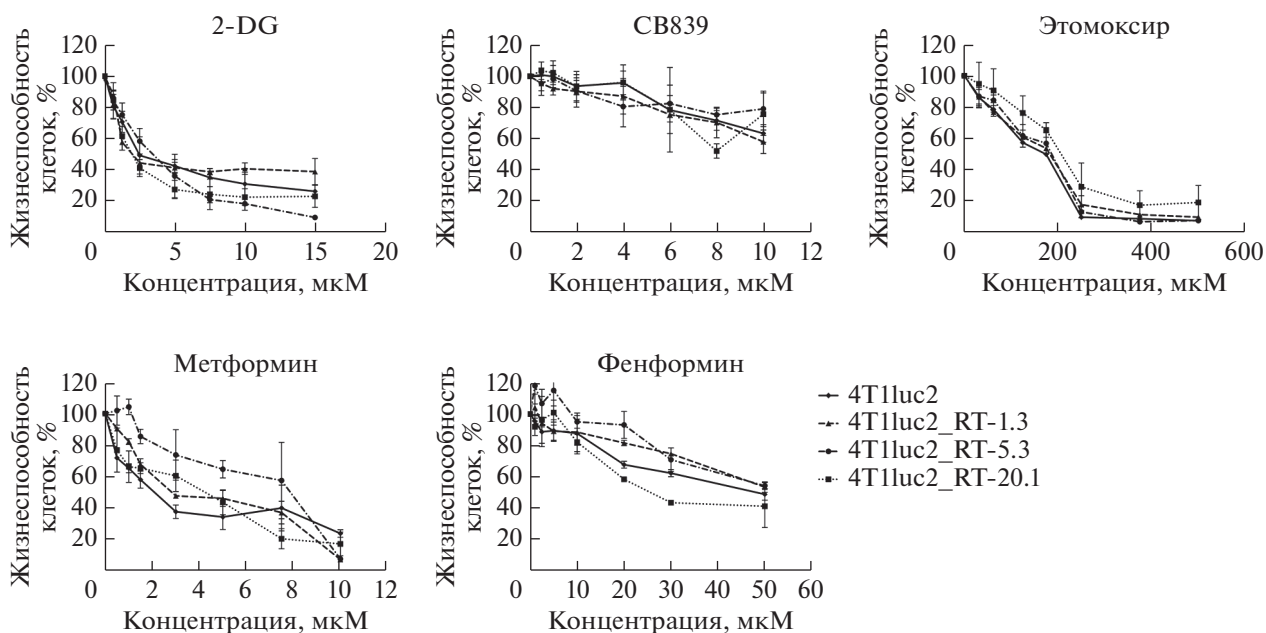 2-DG
Жизнеспособность
клеток, %
120
100
80
60
40
20
0
5
10
15
20
Концентрация, мкМ
CB839
Жизнеспособность
клеток, %
120
100
80
60
40
20
0
2
4
6
8
10
12
Концентрация, мкМ
Этомоксир
Жизнеспособность
клеток, %
120
100
80
60
40
20
0
200
400
600
Концентрация, мкМ
Метформин
Жизнеспособность
клеток, %
120
100
80
60
40
20
0
2
4
6
8
10
12
Концентрация, мкМ
Фенформин
Жизнеспособность
клеток, %
120
100
80
60
40
20
0
10
20
30
40
50
60
Концентрация, мкМ
4T1luc2
4T1luc2_RT-1.3
4T1luc2_RT-5.3
4T1luc2_RT-20.1